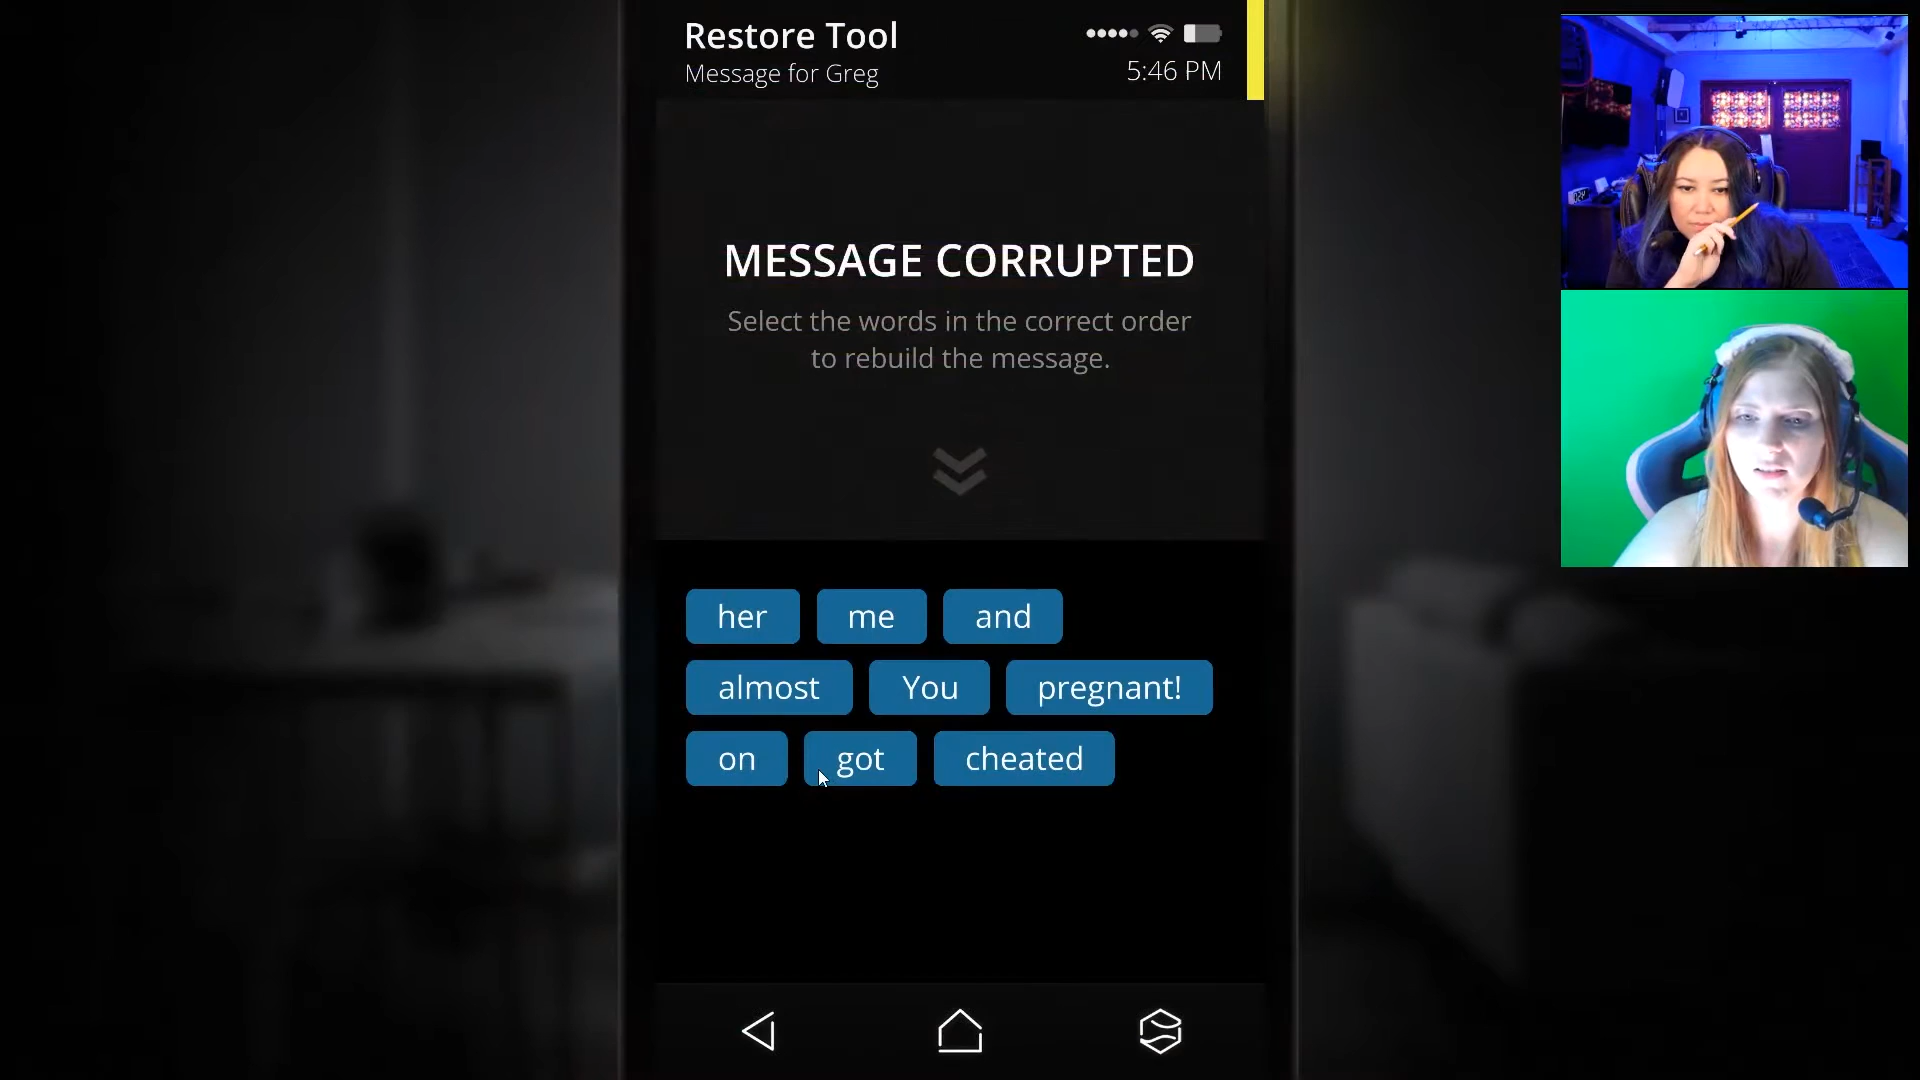 Restore Tool
Message for Greg
5:46 PM
MESSAGE CORRUPTED
Select the words in the correct order
to rebuild the message.
her me and
almost You pregnant!
on got cheated